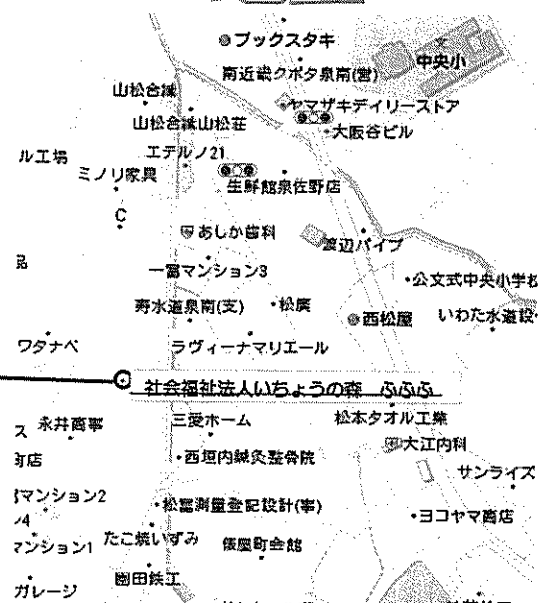 ブックスタキ
中央小
南近畿クボタ泉南(営)
山松合繊
ヤマザキデイリーストア
山松合繊山松荘
大阪谷ビル
ル工場
エテルノ21
ミノリ家具
生鮮館泉佐野店
C
あしか歯科
渡辺パイプ
一富マンション3
公文式中央小学校
寿水道泉南(支)
松廣
西松屋
いわた水道設
ワタナベ
ラヴィーナマリエール
社会福祉法人いちょうの森 ふふふ
ス
永井商事
三愛ホーム
松本タオル工業
町店
西垣内鍼灸整骨院
大江内科
サンライズ
マンション2
松富測量登記設計(事)
ヨコヤマ商店
マンション1
たこ焼いずみ
俵屋町会館
園田鉄工
ガレージ